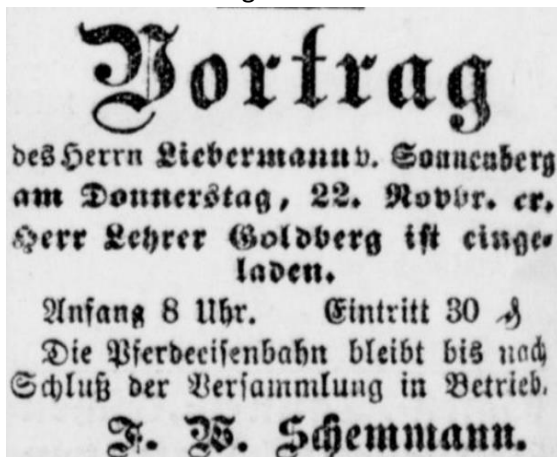 Vortrag
des Herrn Liebermann v. Sonnenberg
am Donnerstag, 22. Novbr. cr.
Herr Lehrer Goldberg ist einge-
laden.
Anfang 8 Uhr. Eintritt 30 ₰
Die Pferdeeisenbahn bleibt bis nach
Schluß der Versammlung in Betrieb.
F. W. Schemmann.